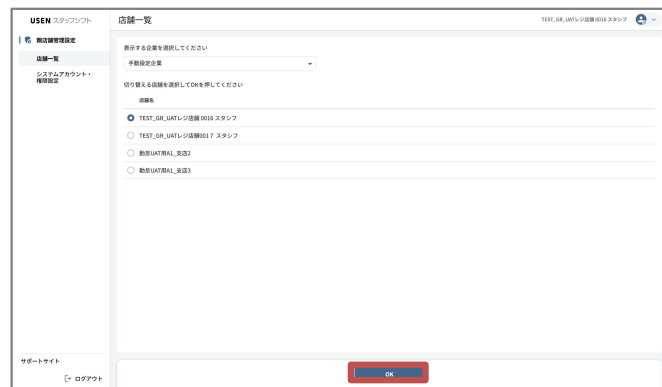 USEN スタッフシフト
店舗一覧
TEST_GR_UATレジ店舗 0016 スタシフ
親店舗管理設定
店舗一覧
システムアカウント・
権限設定
表示する企業を選択してください
手動設定企業
切り替える店舗を選択してOKを押してください
店舗名
TEST_GR_UATレジ店舗 0016 スタシフ
TEST_GR_UATレジ店舗0017 スタシフ
勤怠UAT用A1_支店2
勤怠UAT用A1_支店3
サポートサイト
ログアウト
OK